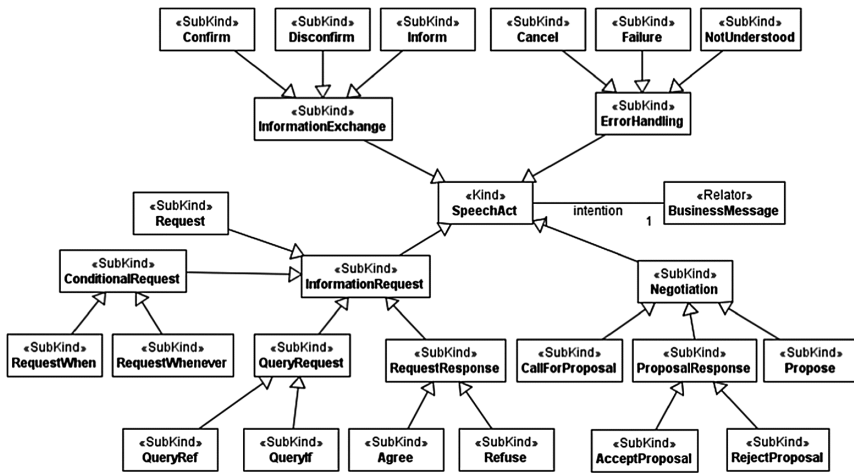 «SubKind»
Confirm
«SubKind»
Disconfirm
«SubKind»
Inform
«SubKind»
Cancel
«SubKind»
Failure
«SubKind»
NotUnderstood
«SubKind»
InformationExchange
«SubKind»
ErrorHandling
«Kind»
SpeechAct
intention
1
«Relator»
BusinessMessage
«SubKind»
Request
«SubKind»
ConditionalRequest
«SubKind»
InformationRequest
«SubKind»
Negotiation
«SubKind»
RequestWhen
«SubKind»
RequestWhenever
«SubKind»
QueryRequest
«SubKind»
RequestResponse
«SubKind»
CallForProposal
«SubKind»
ProposalResponse
«SubKind»
Propose
«SubKind»
QueryRef
«SubKind»
QueryIf
«SubKind»
Agree
«SubKind»
Refuse
«SubKind»
AcceptProposal
«SubKind»
RejectProposal